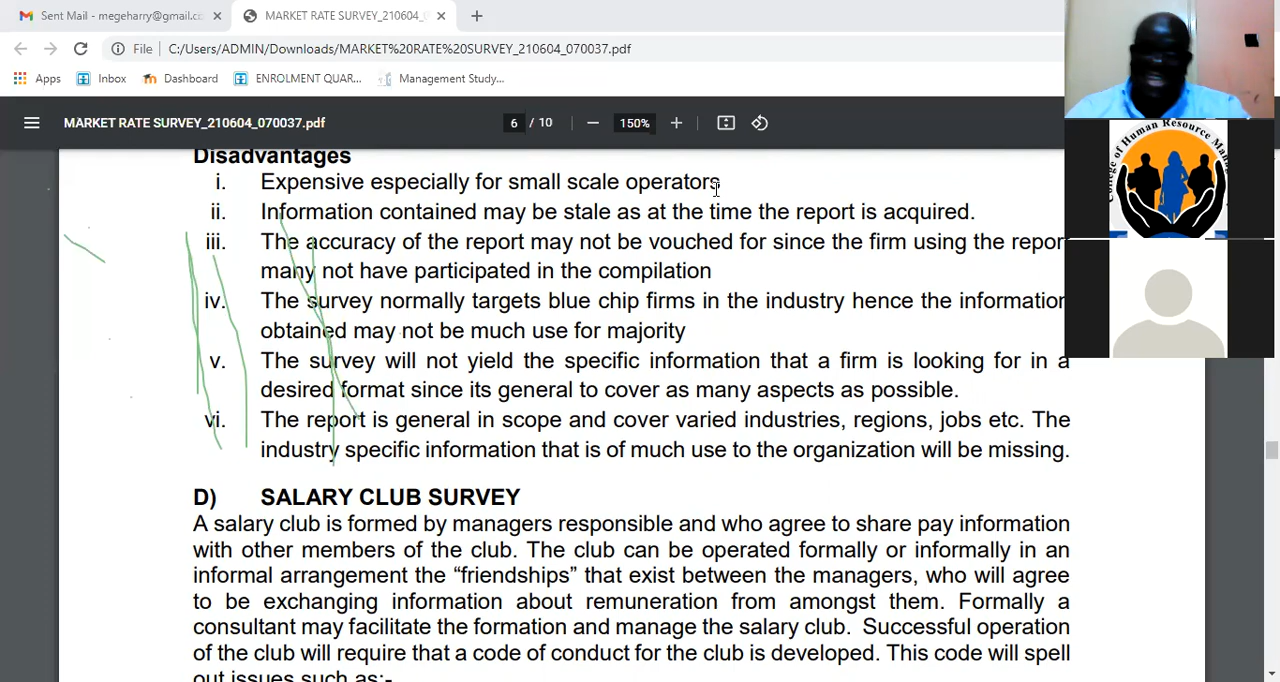 Sent Mail - megeharry@gmail.co
MARKET RATE SURVEY_210604_0
File
C:/Users/ADMIN/Downloads/MARKET%20RATE%20SURVEY_210604_070037.pdf
Apps
Inbox
Dashboard
ENROLMENT QUAR...
Management Study...
MARKET RATE SURVEY_210604_070037.pdf
6 / 10
150%
Disadvantages
i. Expensive especially for small scale operators
ii. Information contained may be stale as at the time the report is acquired.
iii. The accuracy of the report may not be vouched for since the firm using the report
many not have participated in the compilation
iv. The survey normally targets blue chip firms in the industry hence the information
obtained may not be much use for majority
v. The survey will not yield the specific information that a firm is looking for in a
desired format since its general to cover as many aspects as possible.
vi. The report is general in scope and cover varied industries, regions, jobs etc. The
industry specific information that is of much use to the organization will be missing.
D) SALARY CLUB SURVEY
A salary club is formed by managers responsible and who agree to share pay information
with other members of the club. The club can be operated formally or informally in an
informal arrangement the “friendships” that exist between the managers, who will agree
to be exchanging information about remuneration from amongst them. Formally a
consultant may facilitate the formation and manage the salary club. Successful operation
of the club will require that a code of conduct for the club is developed. This code will spell
out issues such as:-
of Human Resource